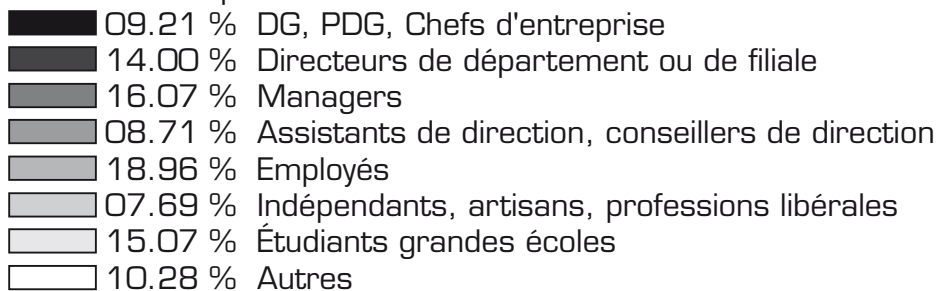 09.21 % DG, PDG, Chefs d'entreprise
14.00 % Directeurs de département ou de filiale
16.07 % Managers
08.71 % Assistants de direction, conseillers de direction
18.96 % Employés
07.69 % Indépendants, artisans, professions libérales
15.07 % Étudiants grandes écoles
10.28 % Autres